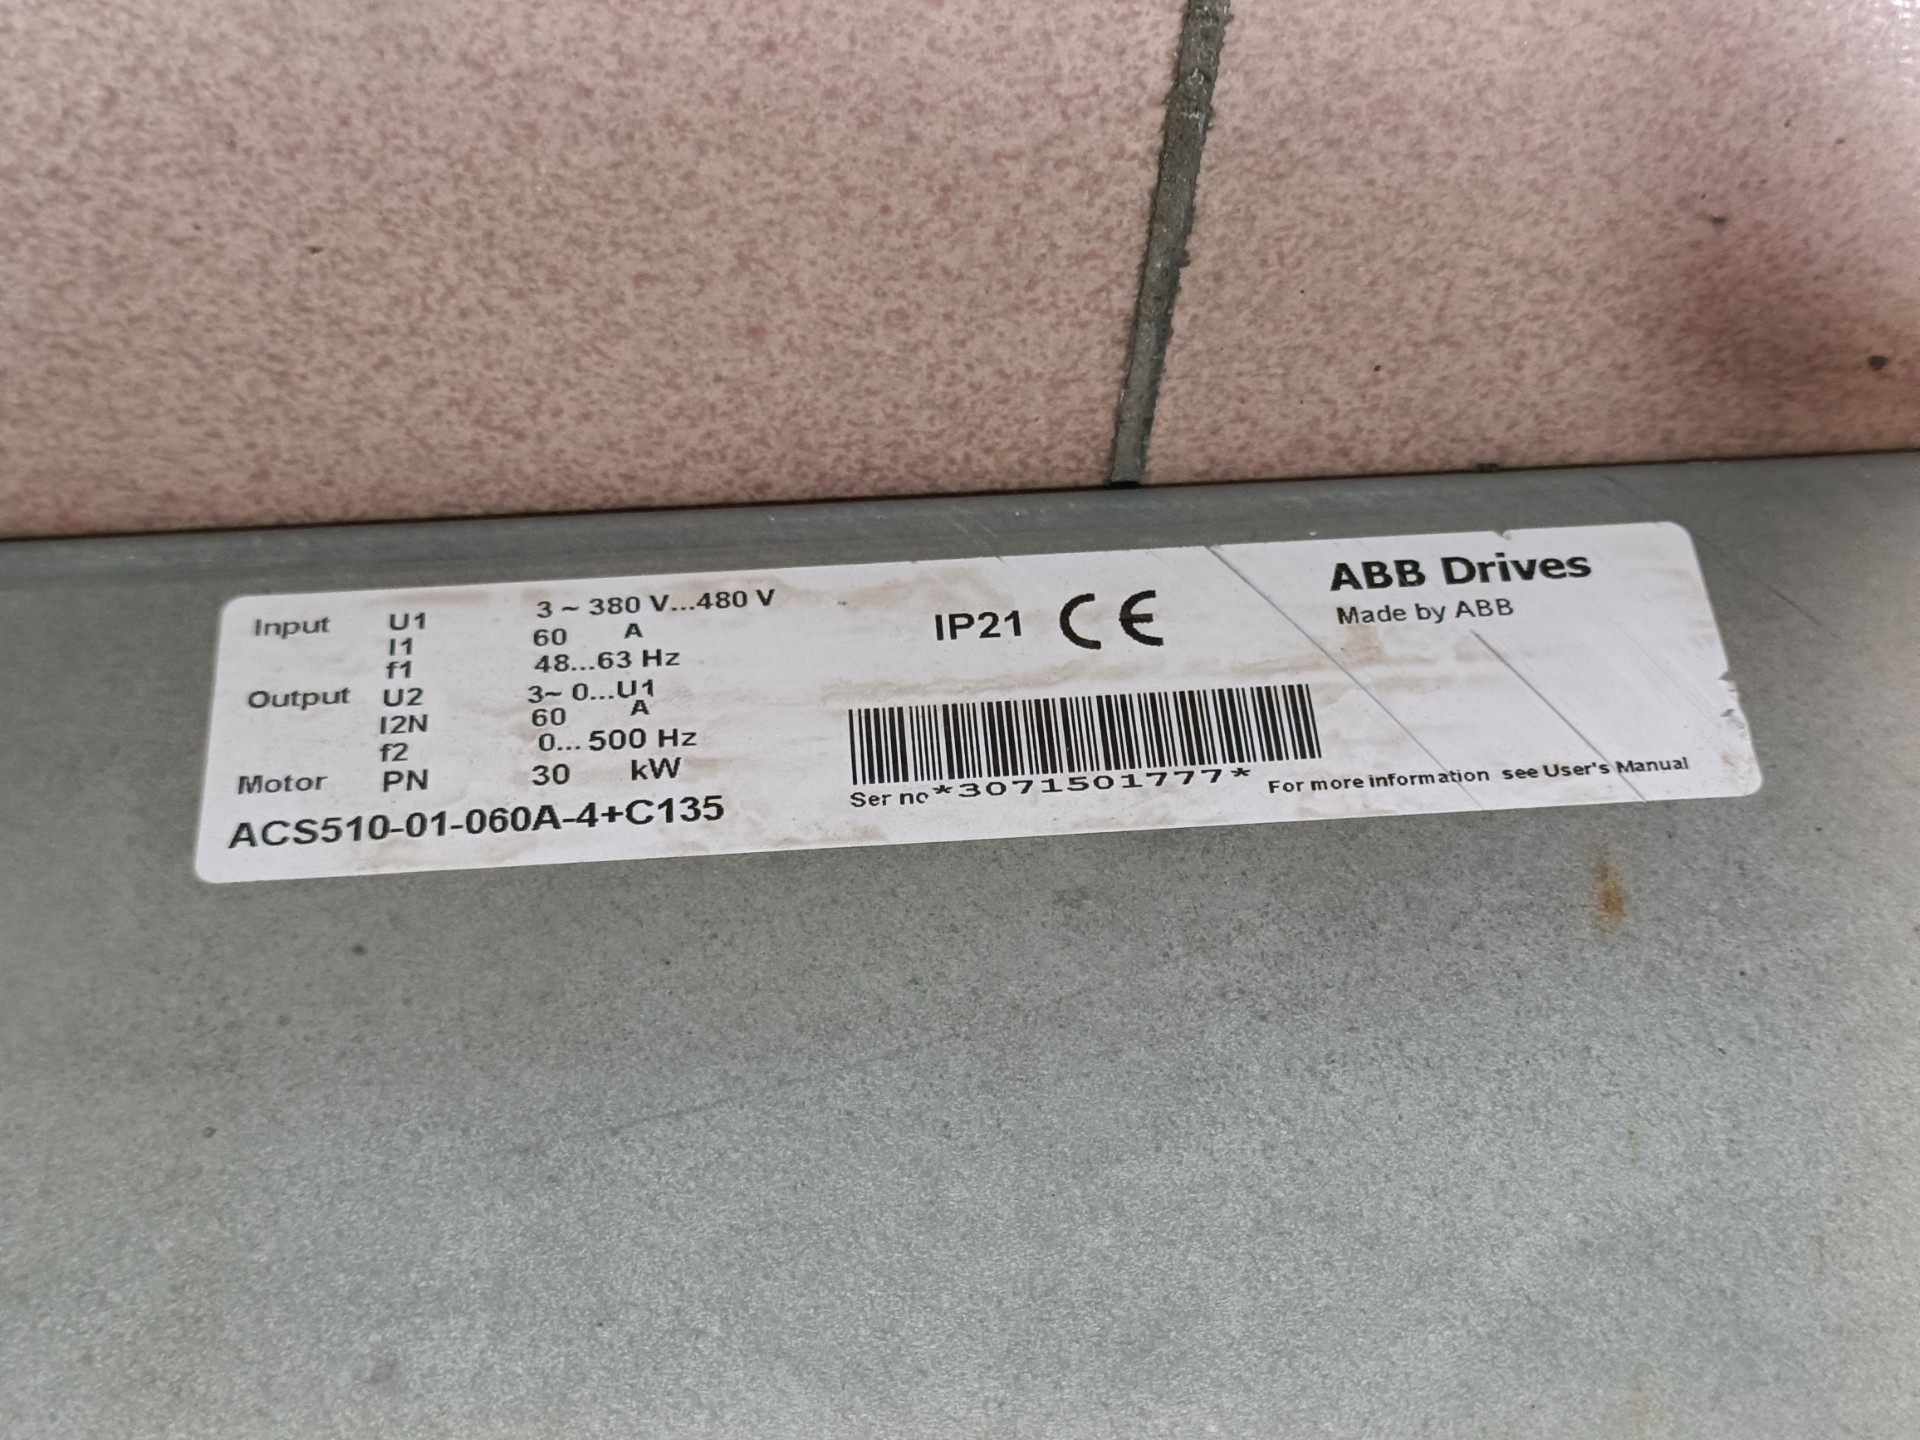 Input U1 3 ~ 380 V...480 V
I1 60 A
f1 48...63 Hz
Output U2 3~ 0...U1
I2N 60 A
f2 0... 500 Hz
Motor PN 30 kW
ACS510-01-060A-4+C135
IP21 CE
Ser no *3071501777*
ABB Drives
Made by ABB
For more information see User's Manual